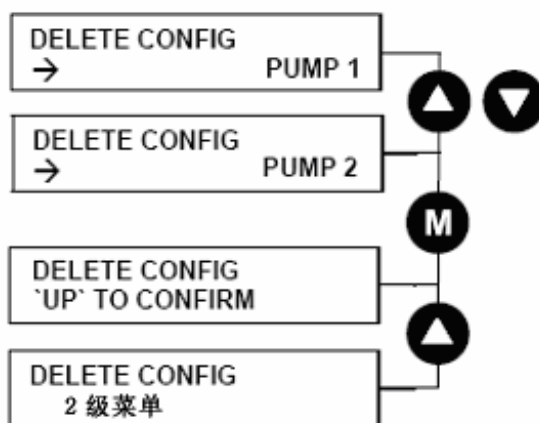 DELETE CONFIG
→ PUMP 1
DELETE CONFIG
→ PUMP 2
M
DELETE CONFIG
`UP` TO CONFIRM
DELETE CONFIG
2 级菜单